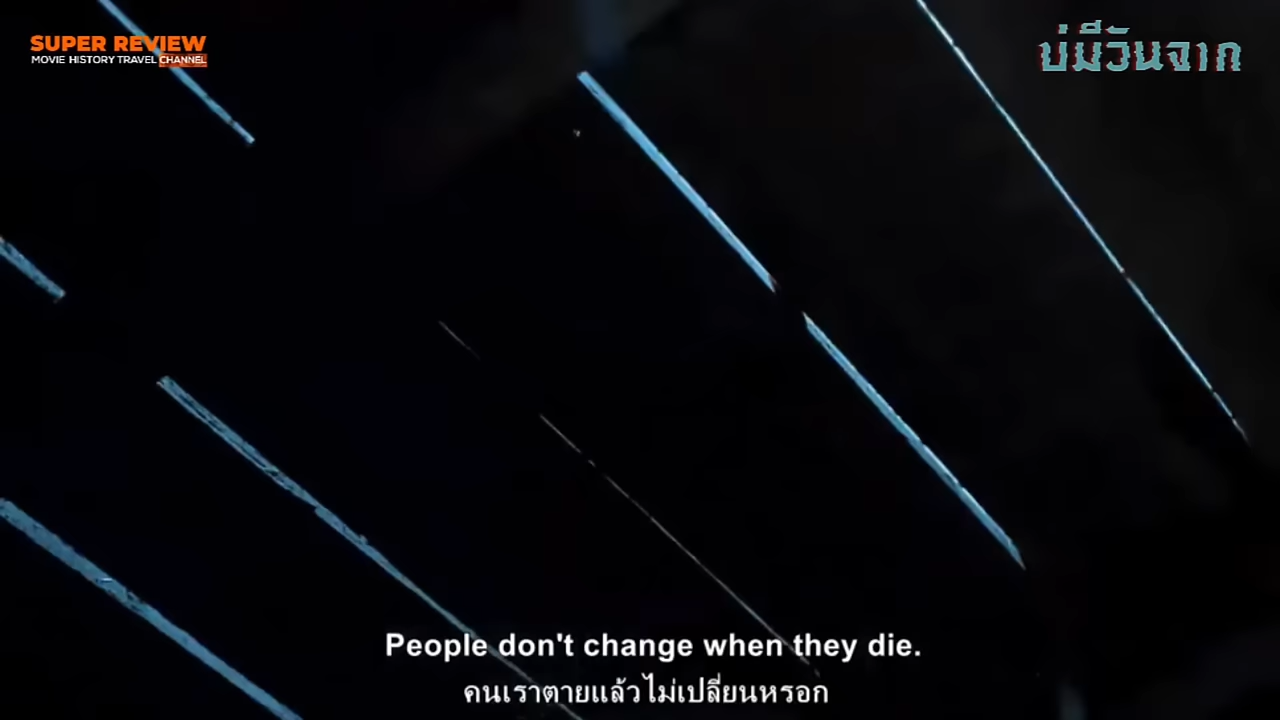 SUPER REVIEW
MOVIE HISTORY TRAVEL CHANNEL
บ่มีวันจาก
People don't change when they die.
คนเราตายแล้วไม่เปลี่ยนหรอก